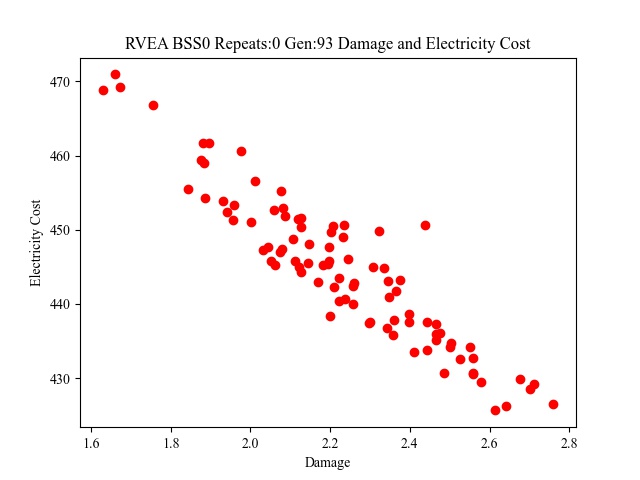 RVEA BSS0 Repeats:0 Gen:93 Damage and Electricity Cost
470
460
450
440
430
Electricity Cost
1.6 1.8 2.0 2.2 2.4 2.6 2.8
Damage